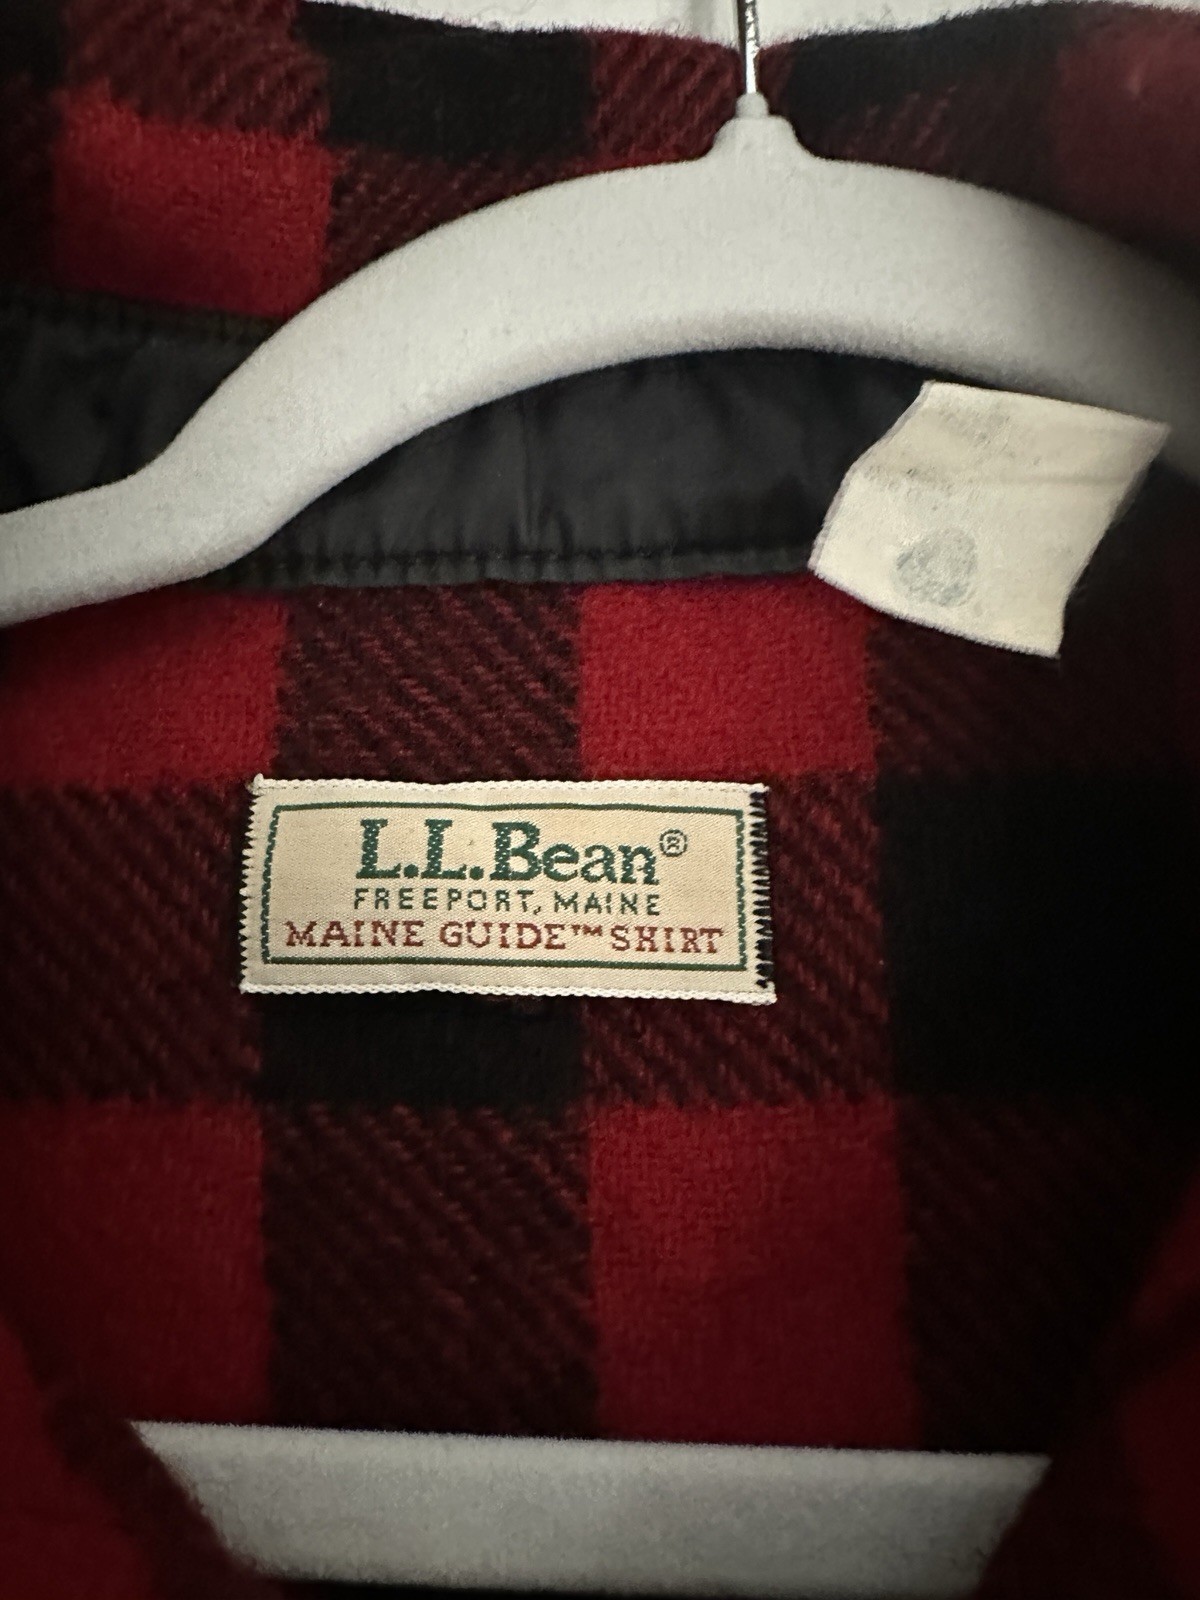 L.L.Bean®
FREEPORT, MAINE
MAINE GUIDE™ SHIRT